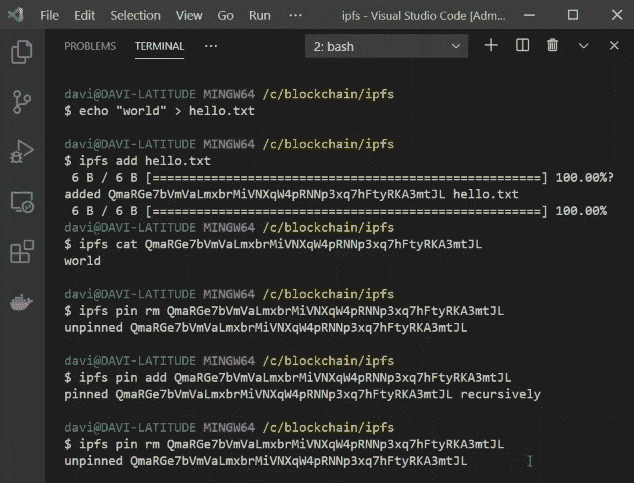 File Edit Selection View Go Run ··· ipfs - Visual Studio Code [Adm...
PROBLEMS TERMINAL ··· 2: bash
davi@DAVI-LATITUDE MINGW64 /c/blockchain/ipfs
$ echo "world" > hello.txt
davi@DAVI-LATITUDE MINGW64 /c/blockchain/ipfs
$ ipfs add hello.txt
6 B / 6 B [======================================================] 100.00%?
added QmaRGe7bVmVaLmxbrMiVNXqW4pRNNp3xq7hFtyRKA3mtJL hello.txt
6 B / 6 B [======================================================] 100.00%
davi@DAVI-LATITUDE MINGW64 /c/blockchain/ipfs
$ ipfs cat QmaRGe7bVmVaLmxbrMiVNXqW4pRNNp3xq7hFtyRKA3mtJL
world
davi@DAVI-LATITUDE MINGW64 /c/blockchain/ipfs
$ ipfs pin rm QmaRGe7bVmVaLmxbrMiVNXqW4pRNNp3xq7hFtyRKA3mtJL
unpinned QmaRGe7bVmVaLmxbrMiVNXqW4pRNNp3xq7hFtyRKA3mtJL
davi@DAVI-LATITUDE MINGW64 /c/blockchain/ipfs
$ ipfs pin add QmaRGe7bVmVaLmxbrMiVNXqW4pRNNp3xq7hFtyRKA3mtJL
pinned QmaRGe7bVmVaLmxbrMiVNXqW4pRNNp3xq7hFtyRKA3mtJL recursively
davi@DAVI-LATITUDE MINGW64 /c/blockchain/ipfs
$ ipfs pin rm QmaRGe7bVmVaLmxbrMiVNXqW4pRNNp3xq7hFtyRKA3mtJL
unpinned QmaRGe7bVmVaLmxbrMiVNXqW4pRNNp3xq7hFtyRKA3mtJL